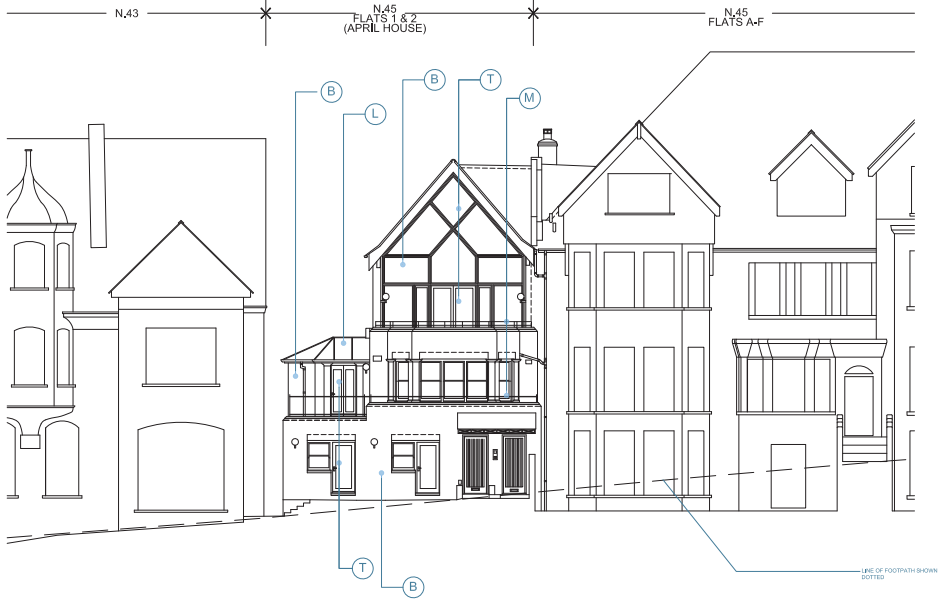 N.43
N.45
FLATS 1 & 2
(APRIL HOUSE)
N.45
FLATS A-F
B
L
B
T
M
T
B
LINE OF FOOTPATH SHOWN
DOTTED